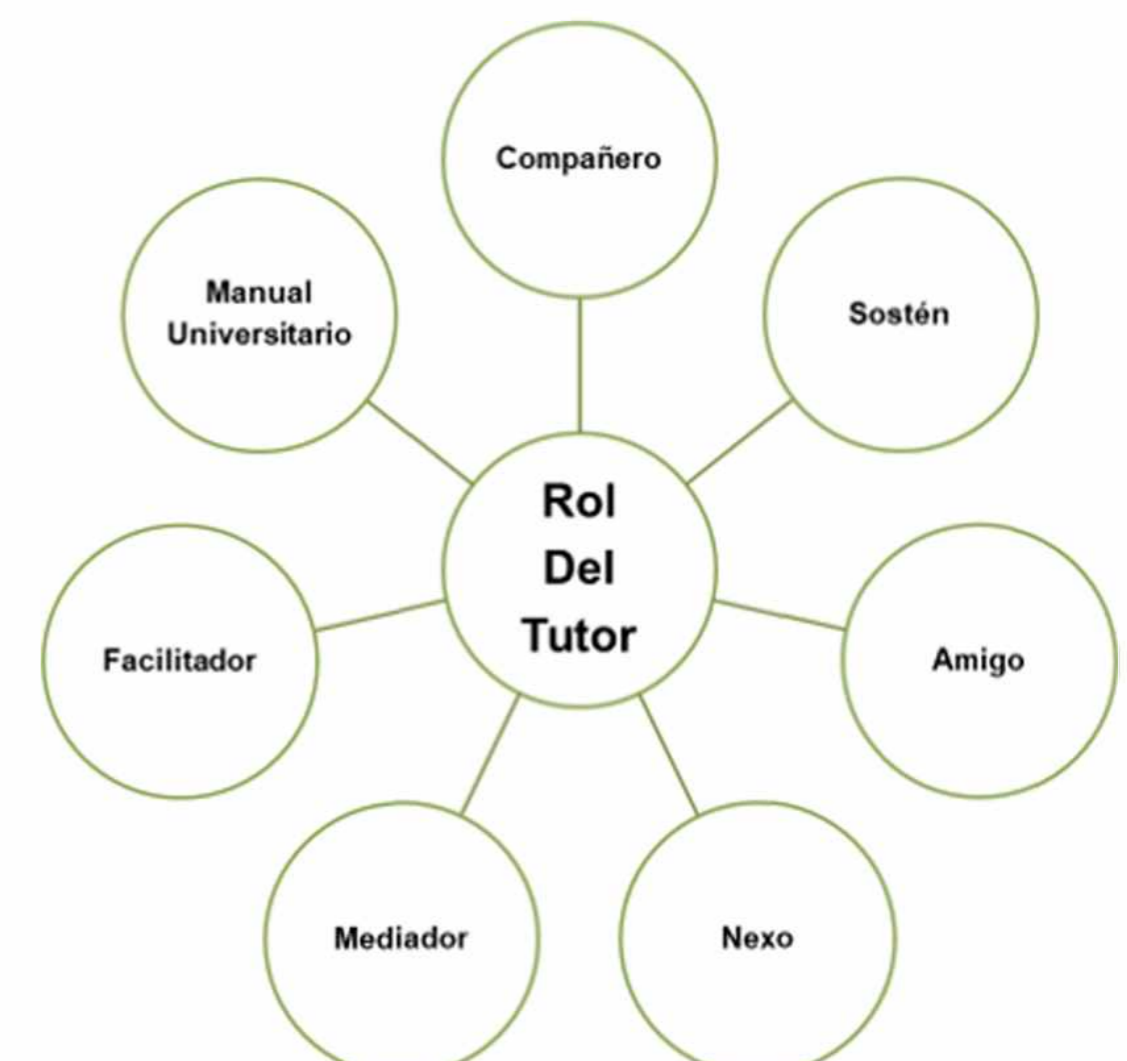 Compañero
Manual
Universitario
Sostén
Rol
Del
Tutor
Facilitador
Amigo
Mediador
Nexo